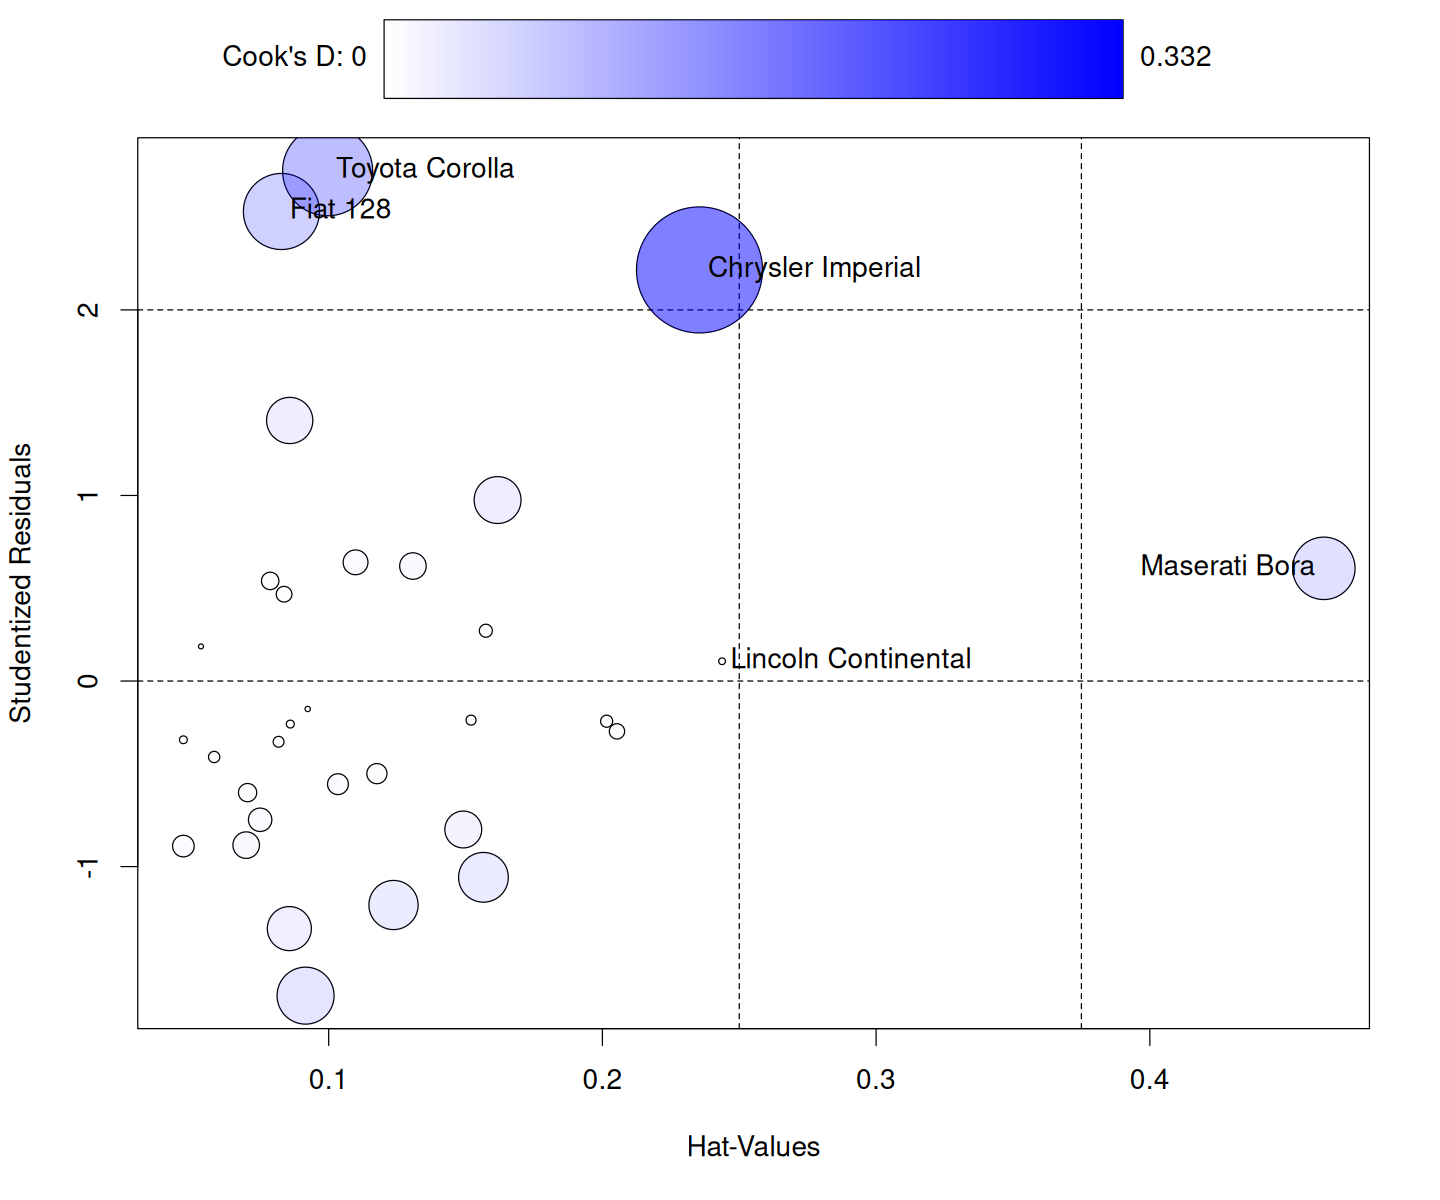 Cook's D: 0
0.332
Toyota Corolla
Fiat 128
Chrysler Imperial
Maserati Bora
Lincoln Continental
Studentized Residuals
2
1
0
-1
0.1 0.2 0.3 0.4
Hat-Values